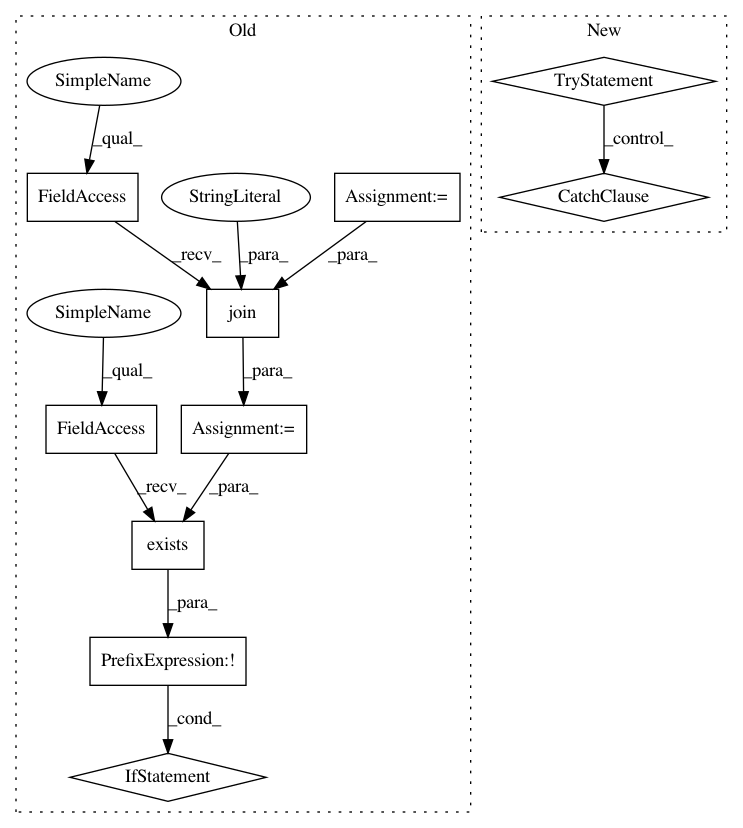 Old
New
SimpleName
TryStatement
_qual_
_control_
FieldAccess
StringLiteral
Assignment:=
CatchClause
_recv_
_para_
_para_
SimpleName
join
_qual_
_para_
FieldAccess
Assignment:=
_recv_
_para_
exists
_para_
PrefixExpression:!
_cond_
IfStatement